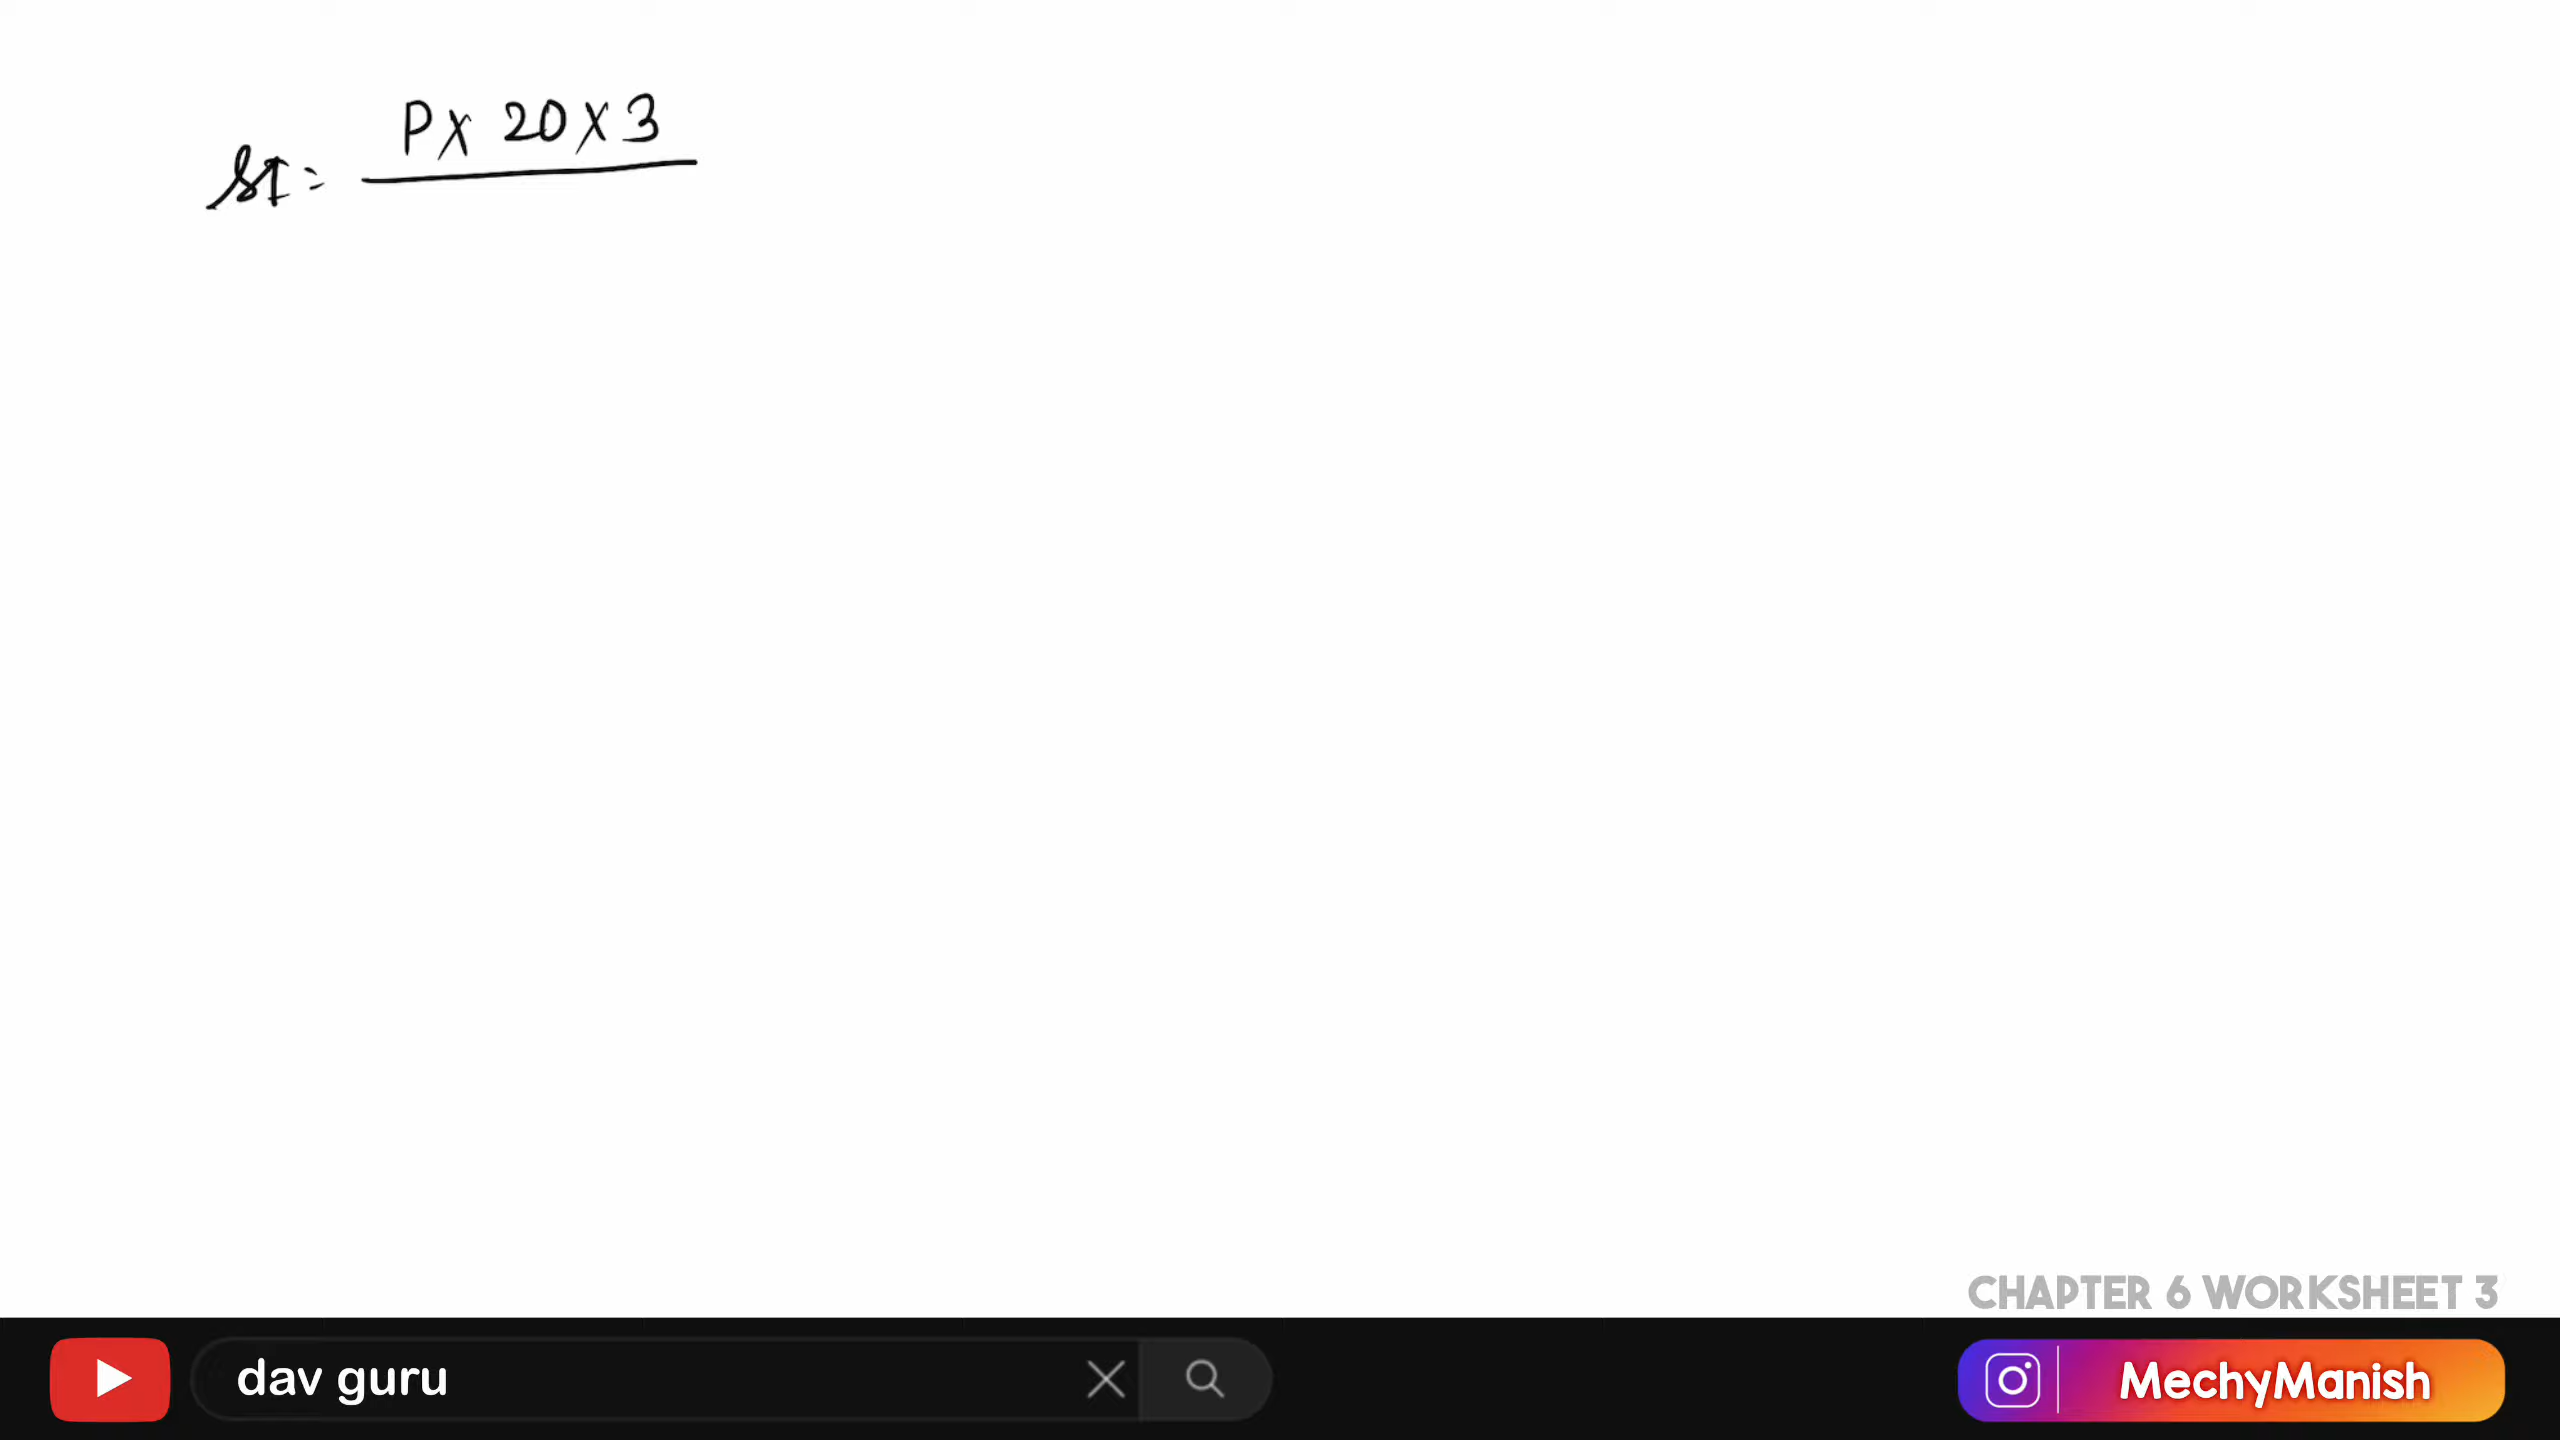 P x 20 x 3
SI =
CHAPTER 6 WORKSHEET 3
dav guru
MechyManish